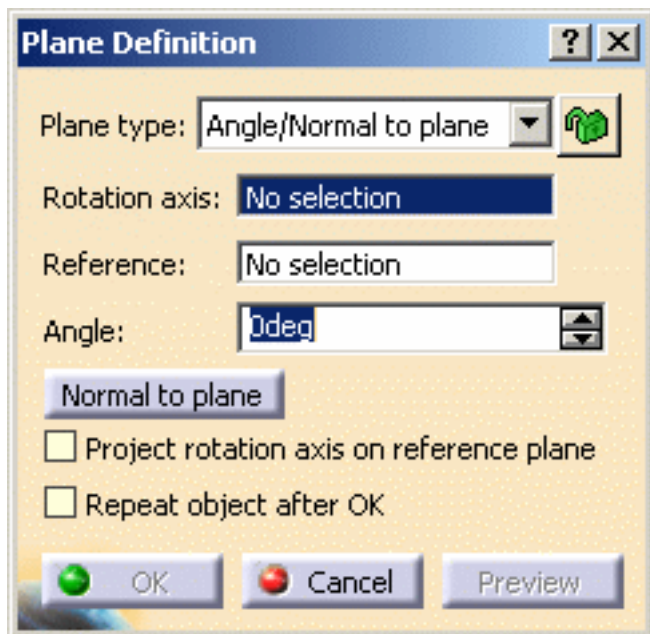 Plane Definition
Plane type: Angle/Normal to plane
Rotation axis: No selection
Reference: No selection
Angle: 0deg
Normal to plane
Project rotation axis on reference plane
Repeat object after OK
OK Cancel Preview